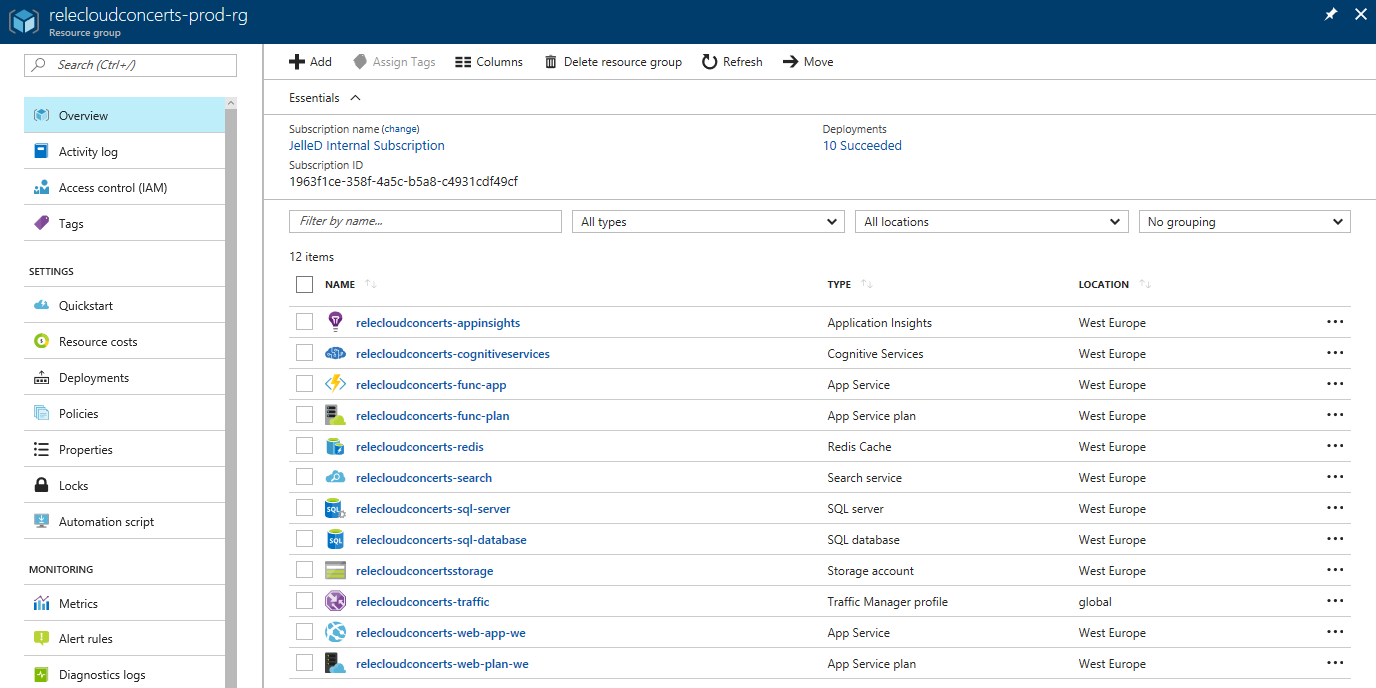 relecloudconcerts-prod-rg
Resource group
Search (Ctrl+/)
Overview
Activity log
Access control (IAM)
Tags
SETTINGS
Quickstart
Resource costs
Deployments
Policies
Properties
Locks
Automation script
MONITORING
Metrics
Alert rules
Diagnostics logs
Add Assign Tags Columns Delete resource group Refresh Move
Essentials
Subscription name (change) Deployments
JelleD Internal Subscription 10 Succeeded
Subscription ID
1963f1ce-358f-4a5c-b5a8-c4931cdf49cf
Filter by name... All types All locations No grouping
12 items
NAME TYPE LOCATION
relecloudconcerts-appinsights Application Insights West Europe
relecloudconcerts-cognitiveservices Cognitive Services West Europe
relecloudconcerts-func-app App Service West Europe
relecloudconcerts-func-plan App Service plan West Europe
relecloudconcerts-redis Redis Cache West Europe
relecloudconcerts-search Search service West Europe
relecloudconcerts-sql-server SQL server West Europe
relecloudconcerts-sql-database SQL database West Europe
relecloudconcertsstorage Storage account West Europe
relecloudconcerts-traffic Traffic Manager profile global
relecloudconcerts-web-app-we App Service West Europe
relecloudconcerts-web-plan-we App Service plan West Europe